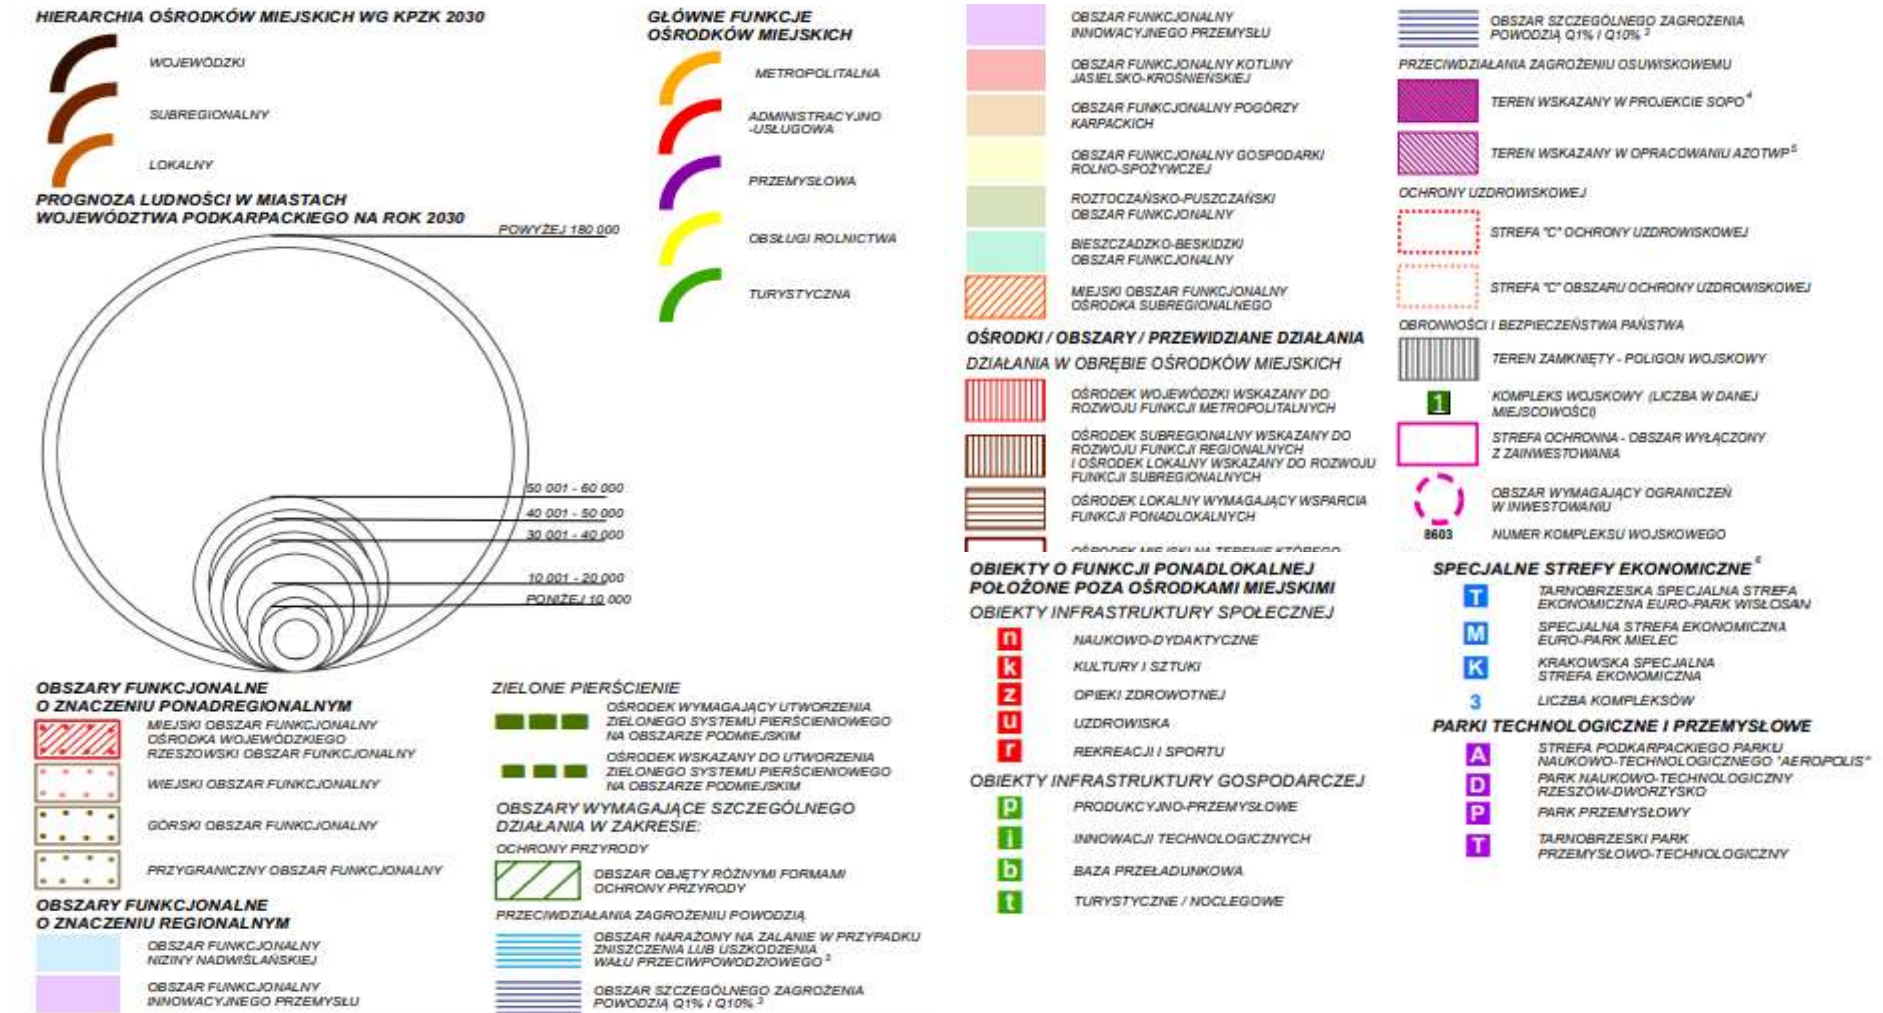 HIERARCHIA OŚRODKÓW MIEJSKICH WG KPZK 2030
WOJEWÓDZKI
SUBREGIONALNY
LOKALNY
PROGNOZA LUDNOŚCI W MIASTACH
WOJEWÓDZTWA PODKARPACKIEGO NA ROK 2030
POWYŻEJ 180 000
50 001 - 60 000
40 001 - 50 000
30 001 - 40 000
10 001 - 20 000
PONIŻEJ 10 000
GŁÓWNE FUNKCJE
OŚRODKÓW MIEJSKICH
METROPOLITALNA
ADMINISTRACYJNO
-USŁUGOWA
PRZEMYSŁOWA
OBSŁUGI ROLNICTWA
TURYSTYCZNA
OBSZARY FUNKCJONALNE
O ZNACZENIU PONADREGIONALNYM
MIEJSKI OBSZAR FUNKCJONALNY
OŚRODKA WOJEWÓDZKIEGO
RZESZOWSKI OBSZAR FUNKCJONALNY
WIEJSKI OBSZAR FUNKCJONALNY
GÓRSKI OBSZAR FUNKCJONALNY
PRZYGRANICZNY OBSZAR FUNKCJONALNY
OBSZARY FUNKCJONALNE
O ZNACZENIU REGIONALNYM
OBSZAR FUNKCJONALNY
NIZINY NADWIŚLAŃSKIEJ
OBSZAR FUNKCJONALNY
INNOWACYJNEGO PRZEMYSŁU
ZIELONE PIERŚCIENIE
OŚRODEK WYMAGAJĄCY UTWORZENIA
ZIELONEGO SYSTEMU PIERŚCIENIOWEGO
NA OBSZARZE PODMIEJSKIM
OŚRODEK WSKAZANY DO UTWORZENIA
ZIELONEGO SYSTEMU PIERŚCIENIOWEGO
NA OBSZARZE PODMIEJSKIM
OBSZARY WYMAGAJĄCE SZCZEGÓLNEGO
DZIAŁANIA W ZAKRESIE:
OCHRONY PRZYRODY
OBSZAR OBJĘTY RÓŻNYMI FORMAMI
OCHRONY PRZYRODY
PRZECIWDZIAŁANIA ZAGROŻENIU POWODZIĄ
OBSZAR NARAŻONY NA ZALANIE W PRZYPADKU
ZNISZCZENIA LUB USZKODZENIA
WAŁU PRZECIWPOWODZIOWEGO 3
OBSZAR SZCZEGÓLNEGO ZAGROŻENIA
POWODZIĄ Q1% I Q10% 3
OBSZAR FUNKCJONALNY
INNOWACYJNEGO PRZEMYSŁU
OBSZAR FUNKCJONALNY KOTLINY
JASIELSKO-KROŚNIEŃSKIEJ
OBSZAR FUNKCJONALNY POGÓRZY
KARPACKICH
OBSZAR FUNKCJONALNY GOSPODARKI
ROLNO-SPOŻYWCZEJ
ROZTOCZAŃSKO-PUSZCZAŃSKI
OBSZAR FUNKCJONALNY
BIESZCZADZKO-BESKIDZKI
OBSZAR FUNKCJONALNY
MIEJSKI OBSZAR FUNKCJONALNY
OŚRODKA SUBREGIONALNEGO
OŚRODKI / OBSZARY / PRZEWIDZIANE DZIAŁANIA
DZIAŁANIA W OBRĘBIE OŚRODKÓW MIEJSKICH
OŚRODEK WOJEWÓDZKI WSKAZANY DO
ROZWOJU FUNKCJI METROPOLITALNYCH
OŚRODEK SUBREGIONALNY WSKAZANY DO
ROZWOJU FUNKCJI REGIONALNYCH
I OŚRODEK LOKALNY WSKAZANY DO ROZWOJU
FUNKCJI SUBREGIONALNYCH
OŚRODEK LOKALNY WYMAGAJĄCY WSPARCIA
FUNKCJI PONADLOKALNYCH
OŚRODEK MIEJSKI NA TERENIE KTÓREGO
OBIEKTY O FUNKCJI PONADLOKALNEJ
POŁOŻONE POZA OŚRODKAMI MIEJSKIMI
OBIEKTY INFRASTRUKTURY SPOŁECZNEJ
n NAUKOWO-DYDAKTYCZNE
k KULTURY I SZTUKI
z OPIEKI ZDROWOTNEJ
u UZDROWISKA
r REKREACJI I SPORTU
OBIEKTY INFRASTRUKTURY GOSPODARCZEJ
p PRODUKCYJNO-PRZEMYSŁOWE
i INNOWACJI TECHNOLOGICZNYCH
b BAZA PRZEŁADUNKOWA
t TURYSTYCZNE / NOCLEGOWE
OBSZAR SZCZEGÓLNEGO ZAGROŻENIA
POWODZIĄ Q1% I Q10% 3
PRZECIWDZIAŁANIA ZAGROŻENIU OSUWISKOWEMU
TEREN WSKAZANY W PROJEKCIE SOPO 4
TEREN WSKAZANY W OPRACOWANIU AZOTWP 5
OCHRONY UZDROWISKOWEJ
STREFA "C" OCHRONY UZDROWISKOWEJ
STREFA "C" OBSZARU OCHRONY UZDROWISKOWEJ
OBRONNOŚCI I BEZPIECZEŃSTWA PAŃSTWA
TEREN ZAMKNIĘTY - POLIGON WOJSKOWY
1 KOMPLEKS WOJSKOWY (LICZBA W DANEJ
MIEJSCOWOŚCI)
STREFA OCHRONNA - OBSZAR WYŁĄCZONY
Z ZAINWESTOWANIA
OBSZAR WYMAGAJĄCY OGRANICZEŃ
W INWESTOWANIU
8603 NUMER KOMPLEKSU WOJSKOWEGO
SPECJALNE STREFY EKONOMICZNE 6
T TARNOBRZESKA SPECJALNA STREFA
EKONOMICZNA EURO-PARK WISŁOSAN
M SPECJALNA STREFA EKONOMICZNA
EURO-PARK MIELEC
K KRAKOWSKA SPECJALNA
STREFA EKONOMICZNA
3 LICZBA KOMPLEKSÓW
PARKI TECHNOLOGICZNE I PRZEMYSŁOWE
A STREFA PODKARPACKIEGO PARKU
NAUKOWO-TECHNOLOGICZNEGO "AEROPOLIS"
D PARK NAUKOWO-TECHNOLOGICZNY
RZESZÓW-DWORZYSKO
P PARK PRZEMYSŁOWY
T TARNOBRZESKI PARK
PRZEMYSŁOWO-TECHNOLOGICZNY